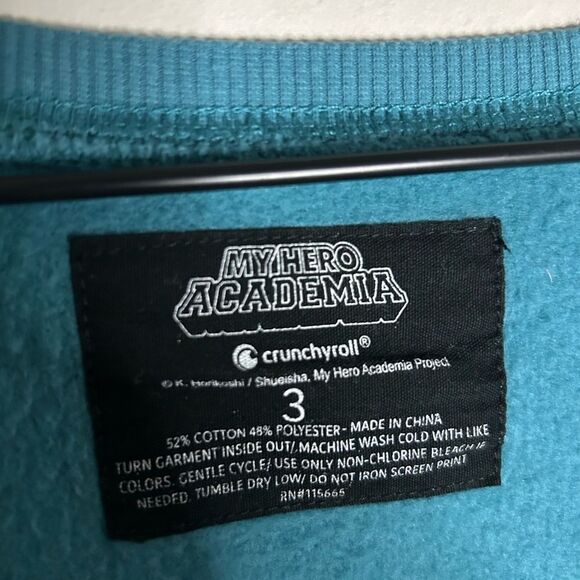 MY HERO
ACADEMIA
crunchyroll®
© K. Horikoshi / Shueisha, My Hero Academia Project
3
52% COTTON 48% POLYESTER- MADE IN CHINA
TURN GARMENT INSIDE OUT/ MACHINE WASH COLD WITH LIKE
COLORS. GENTLE CYCLE/ USE ONLY NON-CHLORINE BLEACH IF
NEEDED. TUMBLE DRY LOW/ DO NOT IRON SCREEN PRINT
RN#115666